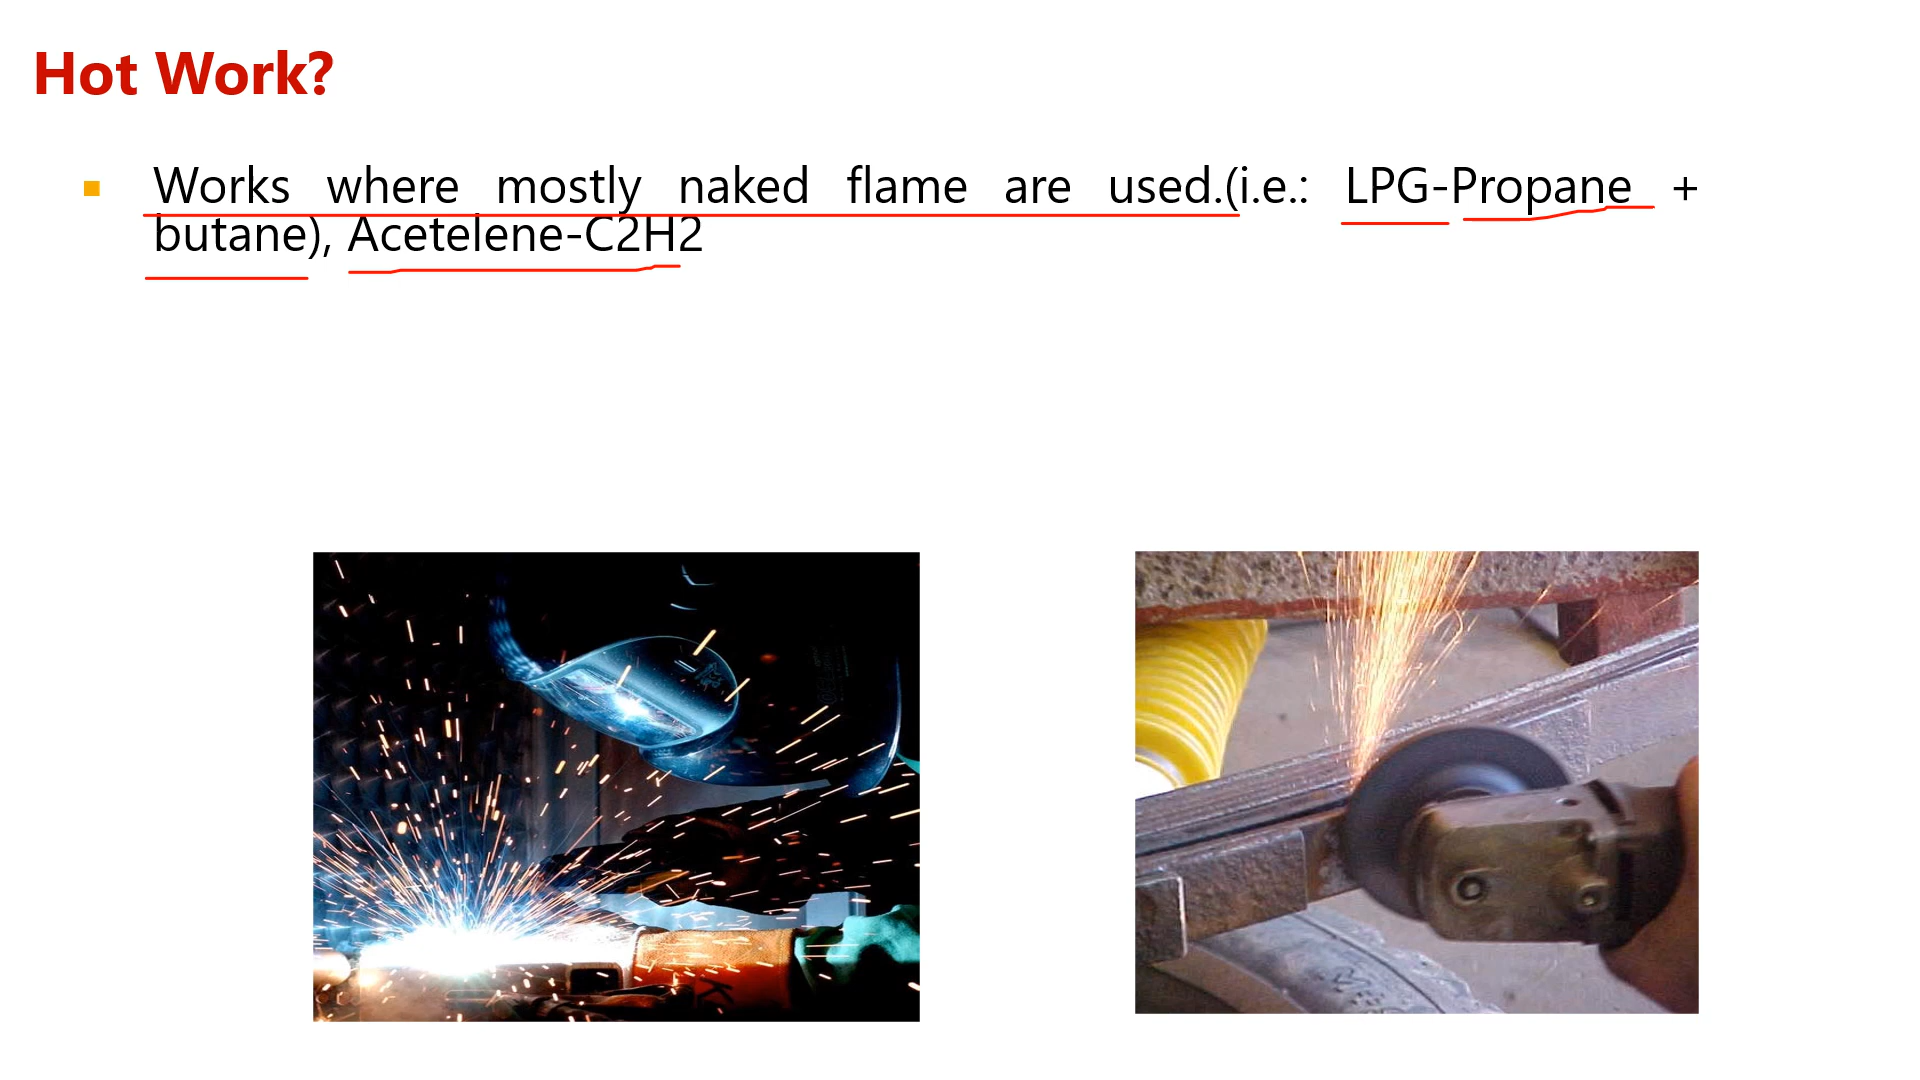 Hot Work?
Works where mostly naked flame are used.(i.e.: LPG-Propane +
butane), Acetelene-C2H2